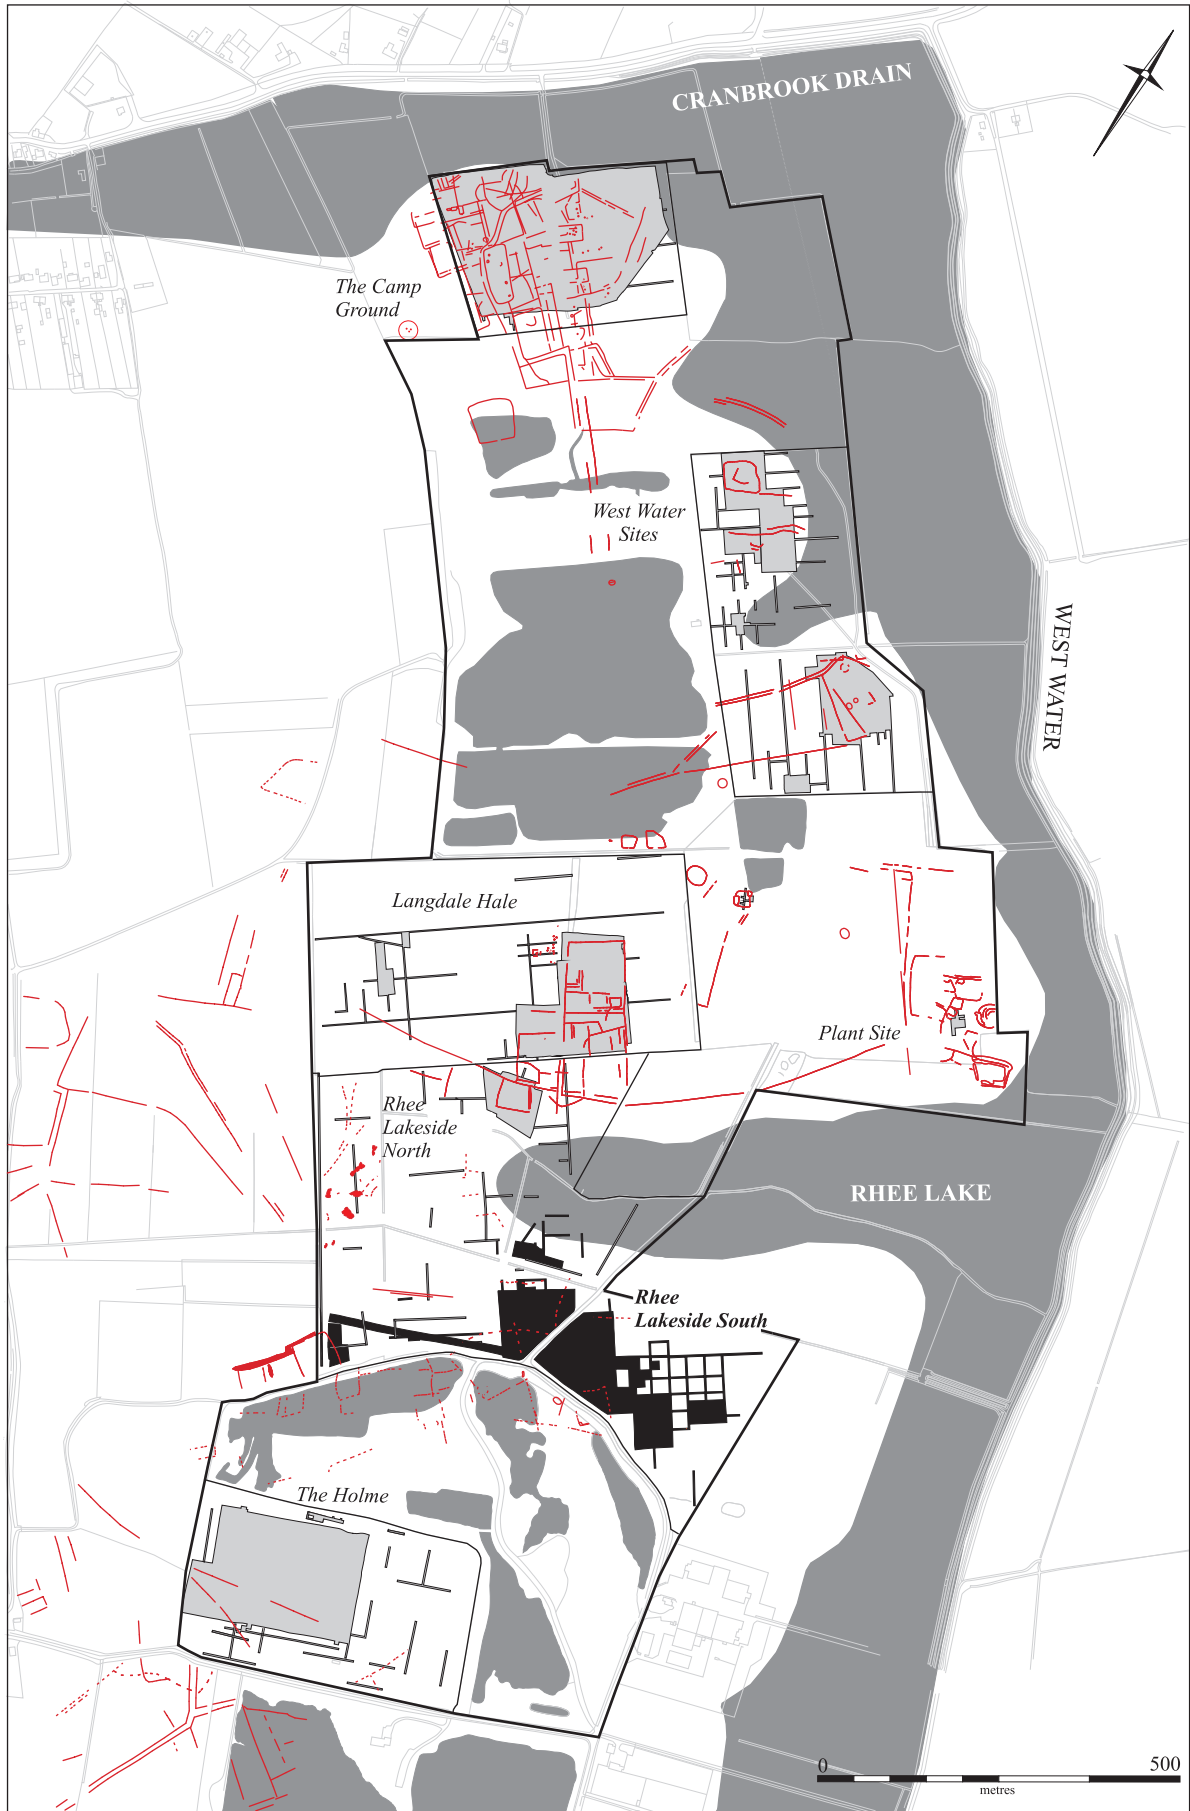 CRANBROOK DRAIN
The Camp
Ground
West Water
Sites
WEST WATER
Langdale Hale
Plant Site
Rhee
Lakeside
North
RHEE LAKE
Rhee
Lakeside South
The Holme
0 500
metres